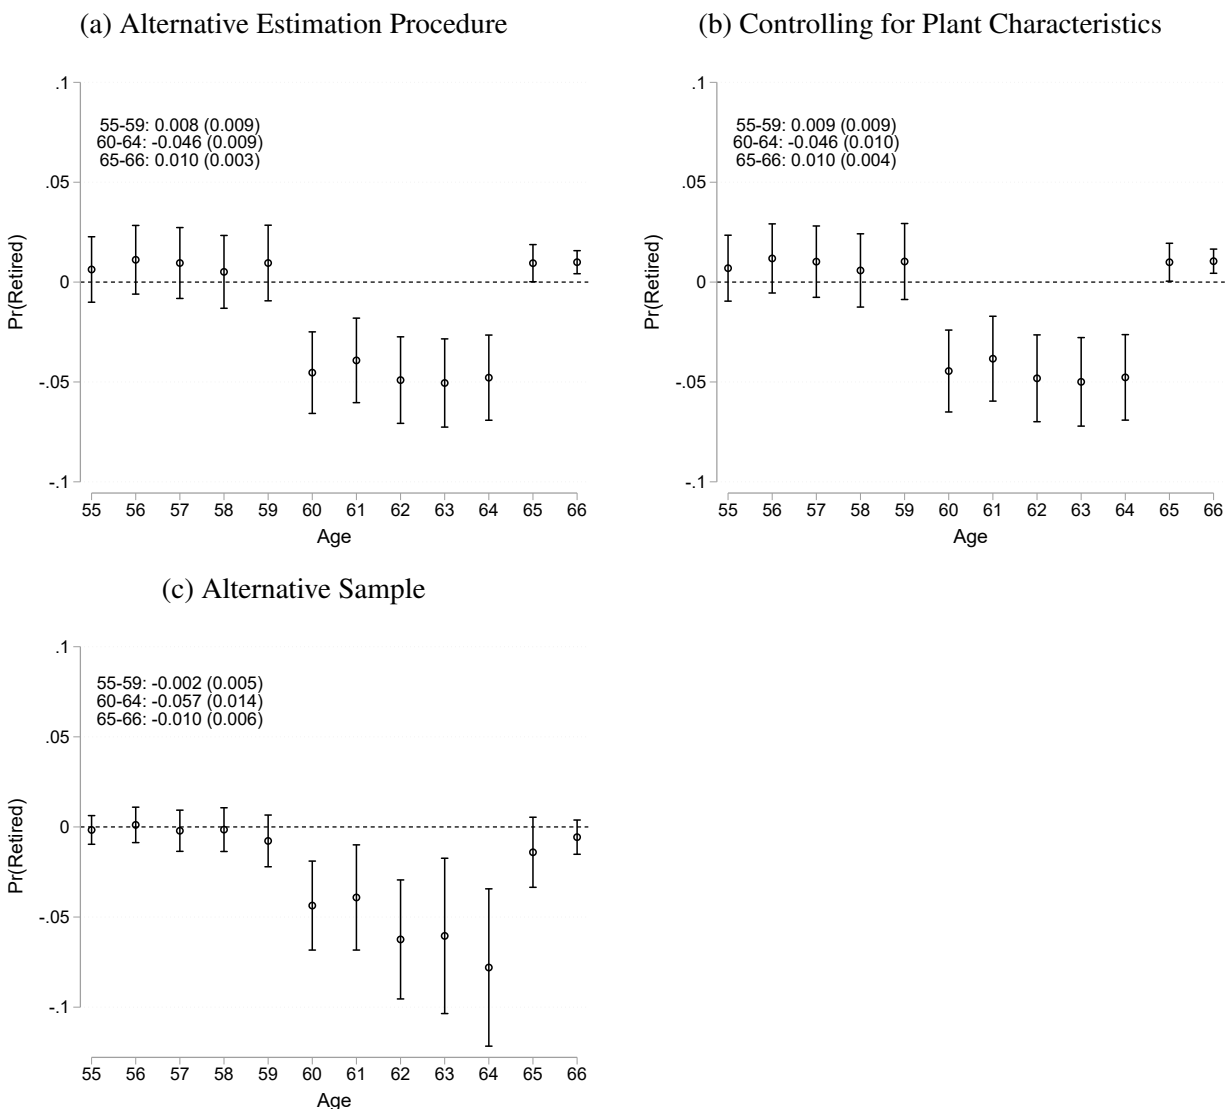 (a) Alternative Estimation Procedure
.1
55-59: 0.008 (0.009)
60-64: -0.046 (0.009)
65-66: 0.010 (0.003)
.05
0
-.05
-.1
Pr(Retired)
55 56 57 58 59 60 61 62 63 64 65 66
Age
(b) Controlling for Plant Characteristics
.1
55-59: 0.009 (0.009)
60-64: -0.046 (0.010)
65-66: 0.010 (0.004)
.05
0
-.05
-.1
Pr(Retired)
55 56 57 58 59 60 61 62 63 64 65 66
Age
(c) Alternative Sample
.1
55-59: -0.002 (0.005)
60-64: -0.057 (0.014)
65-66: -0.010 (0.006)
.05
0
-.05
-.1
Pr(Retired)
55 56 57 58 59 60 61 62 63 64 65 66
Age